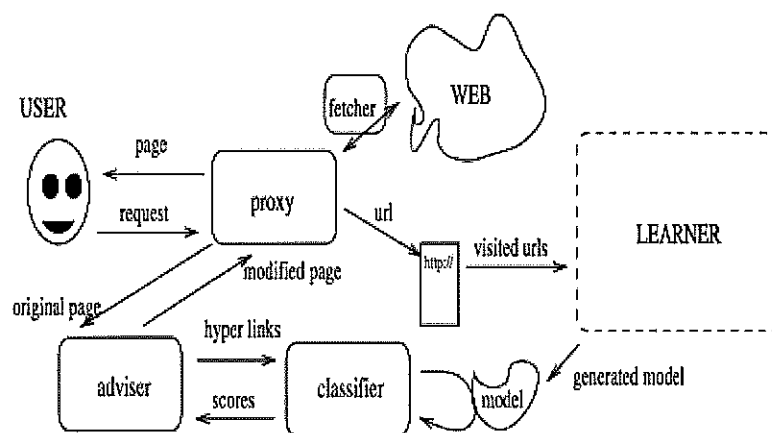 WEB
fetcher
USER
page
proxy
request
url
LEARNER
http://
visited urls
modified page
original page
hyper links
adviser
classifier
scores
model
generated model